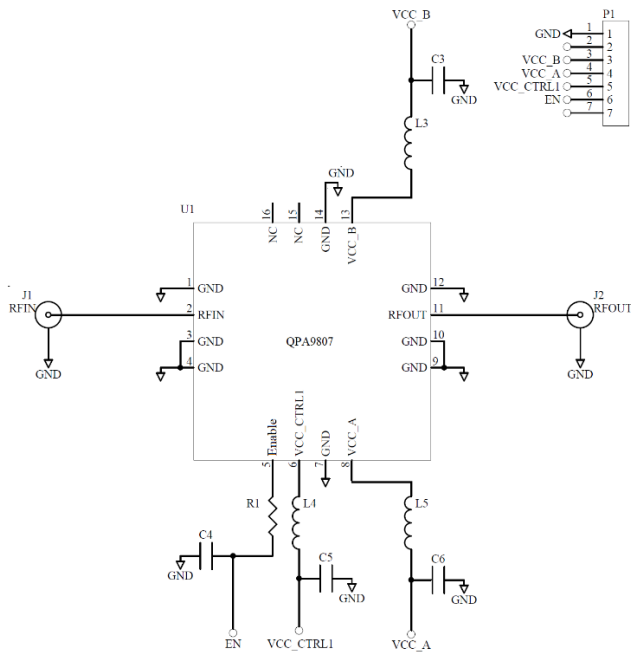 VCC_B
P1
GND 1 1
2 2
VCC_B 3 3
VCC_A 4 4
VCC_CTRL1 5 5
EN 6 6
7 7
C3
GND
L3
GND
U1
16 15 14 13
NC NC GND VCC_B
1 GND
GND 12
J1
RFIN
2 RFIN
RFOUT 11
J2
RFOUT
3 GND
GND 10
QPA9807
4 GND
GND 9
GND
GND
Enable VCC_CTRL1 GND VCC_A
5 6 7 8
R1
L4
L5
C4
GND
C5
GND
C6
GND
EN
VCC_CTRL1
VCC_A